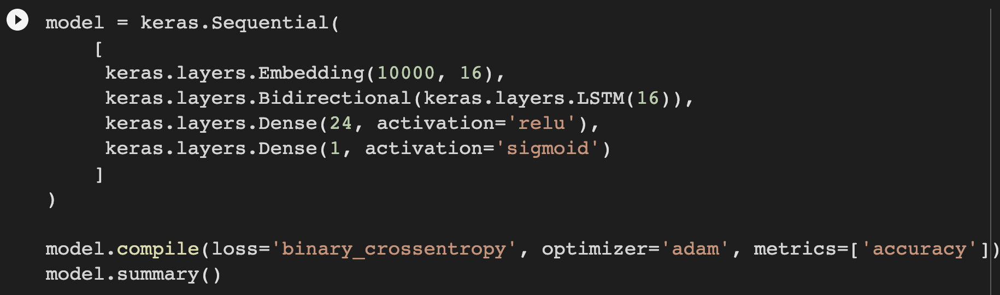 model = keras.Sequential(
    [
     keras.layers.Embedding(10000, 16),
     keras.layers.Bidirectional(keras.layers.LSTM(16)),
     keras.layers.Dense(24, activation='relu'),
     keras.layers.Dense(1, activation='sigmoid')
    ]
)
model.compile(loss='binary_crossentropy', optimizer='adam', metrics=['accuracy'])
model.summary()